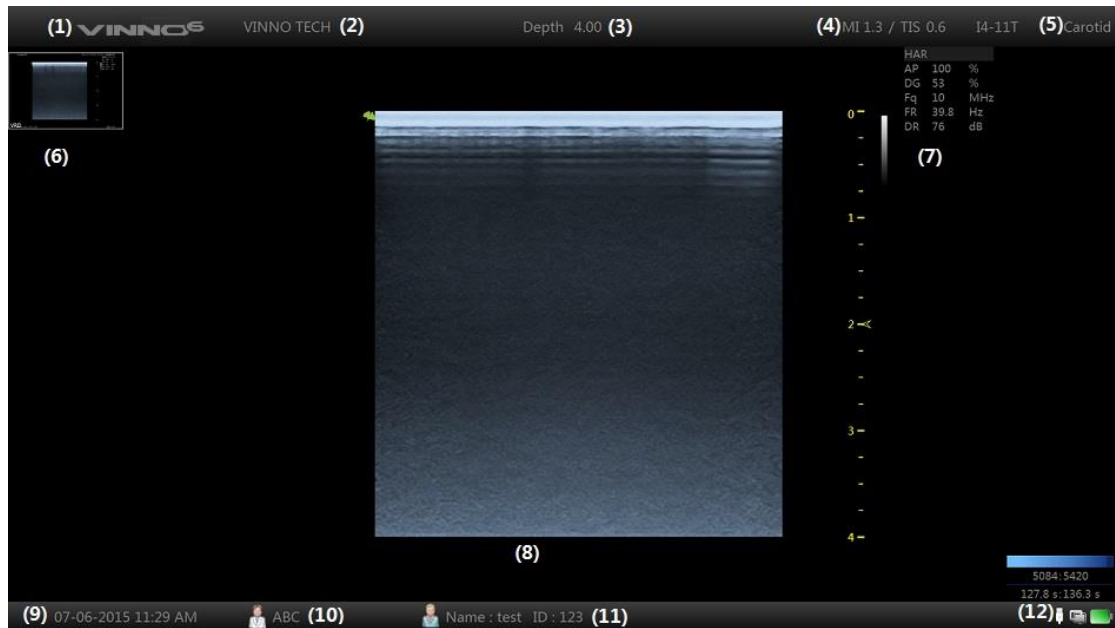 (1) VINNO6 VINNO TECH (2) Depth 4.00 (3) (4) MI 1.3 / TIS 0.6 I4-11T (5) Carotid
HAR
AP 100 %
DG 53 %
Fq 10 MHz
FR 39.8 Hz
DR 76 dB
VRD
(6)
(7)
0
1
2
3
4
(8)
5084:5420
127.8 s:136.3 s
(9) 07-06-2015 11:29 AM ABC (10) Name : test ID : 123 (11) (12)